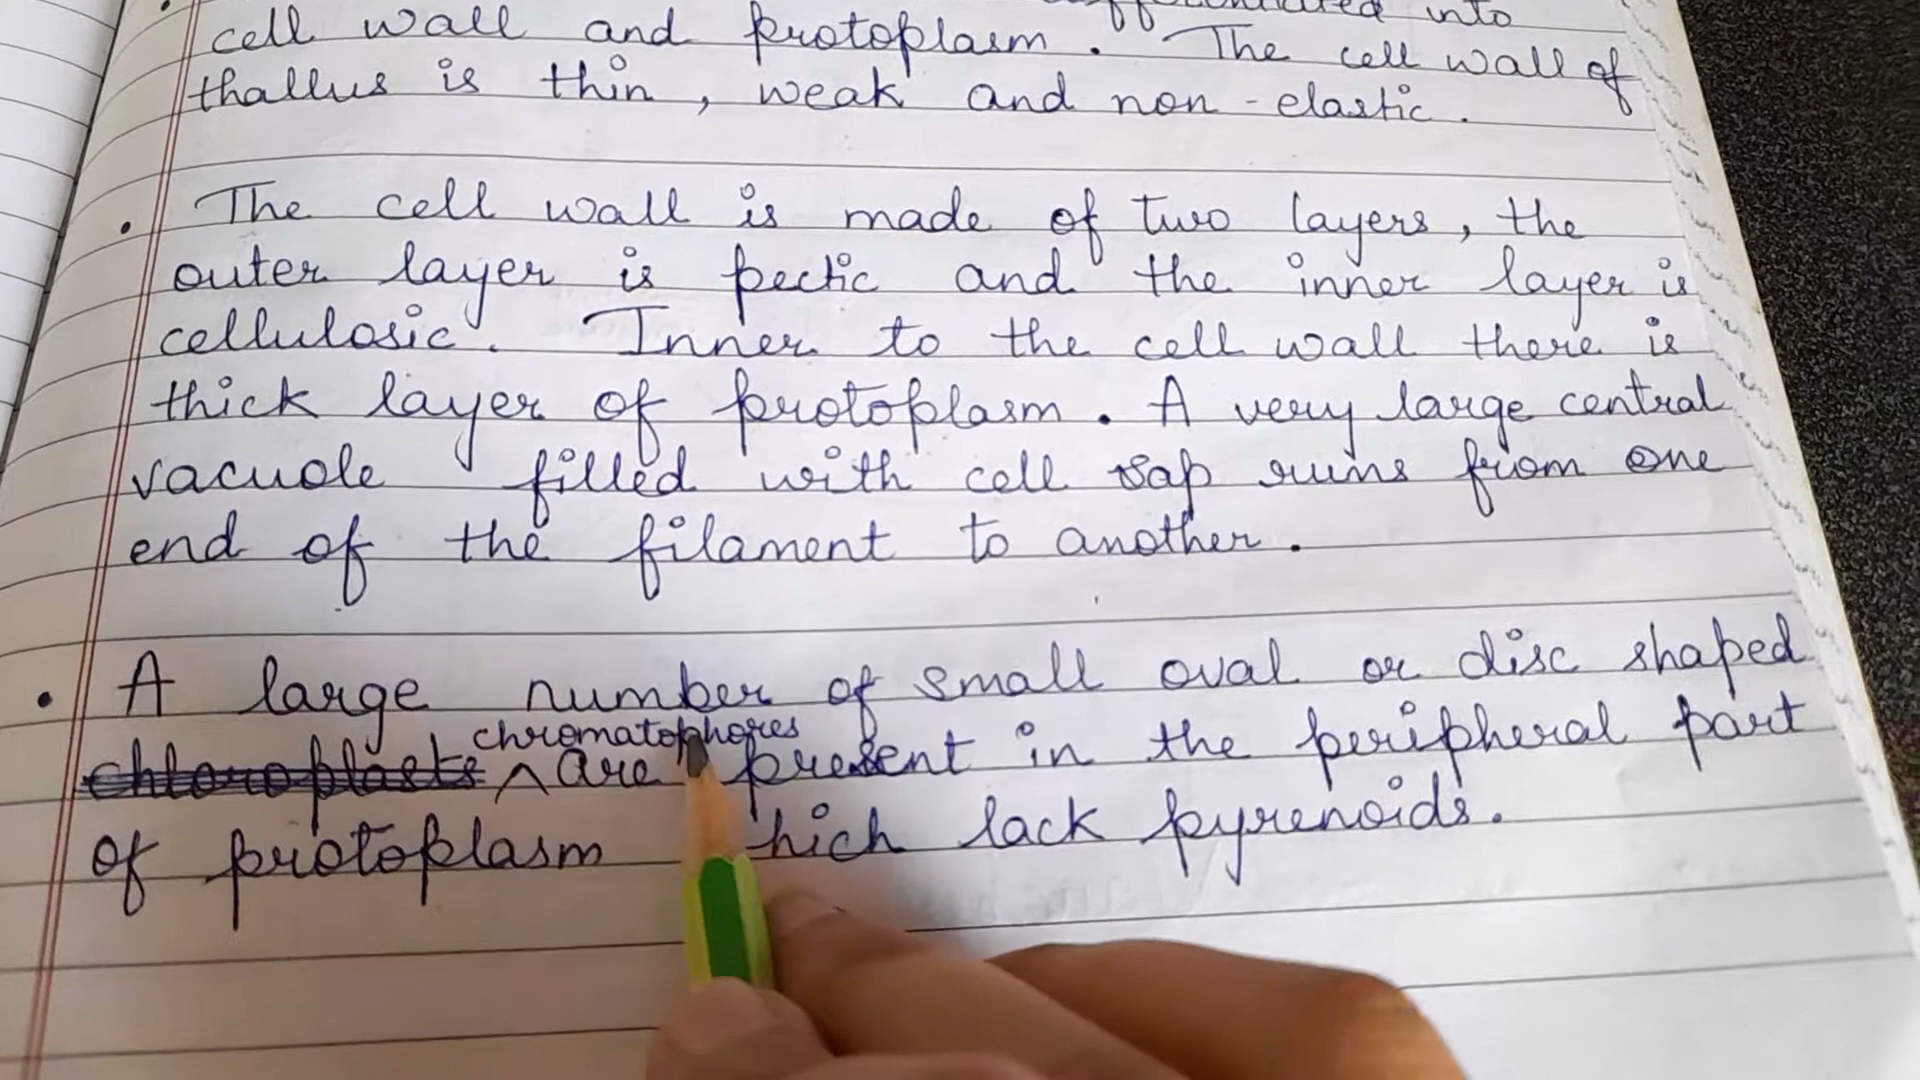 into
cell wall and protoplasm. The cell wall of
thallus is thin, weak and non-elastic.
The cell wall is made of two layers, the
outer layer is pectic and the inner layer is
cellulosic. Inner to the cell wall there is
thick layer of protoplasm. A very large central
vacuole filled with cell sap runs from one
end of the filament to another.
A large number of small oval or disc shaped
chromatophores
chloroplasts ^ are present in the peripheral part
of protoplasm hich lack pyrenoids.